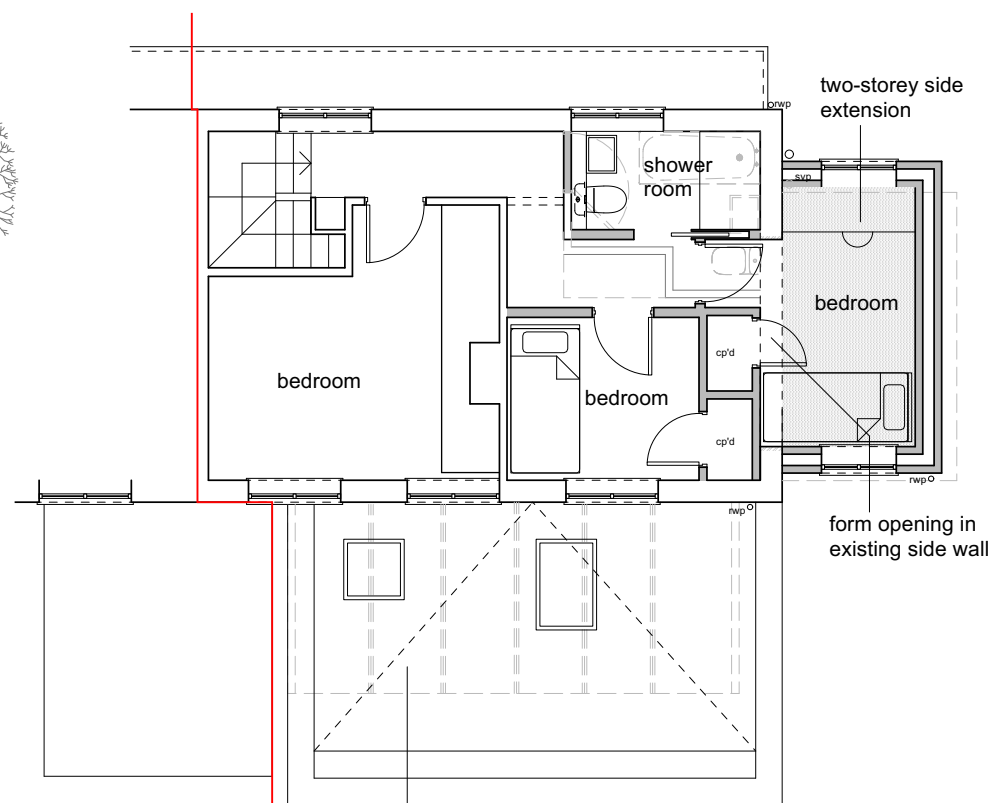 two-storey side
extension
rwp
shower
room
svp
bedroom
cp'd
bedroom
bedroom
cp'd
rwp
rwp
form opening in
existing side wall